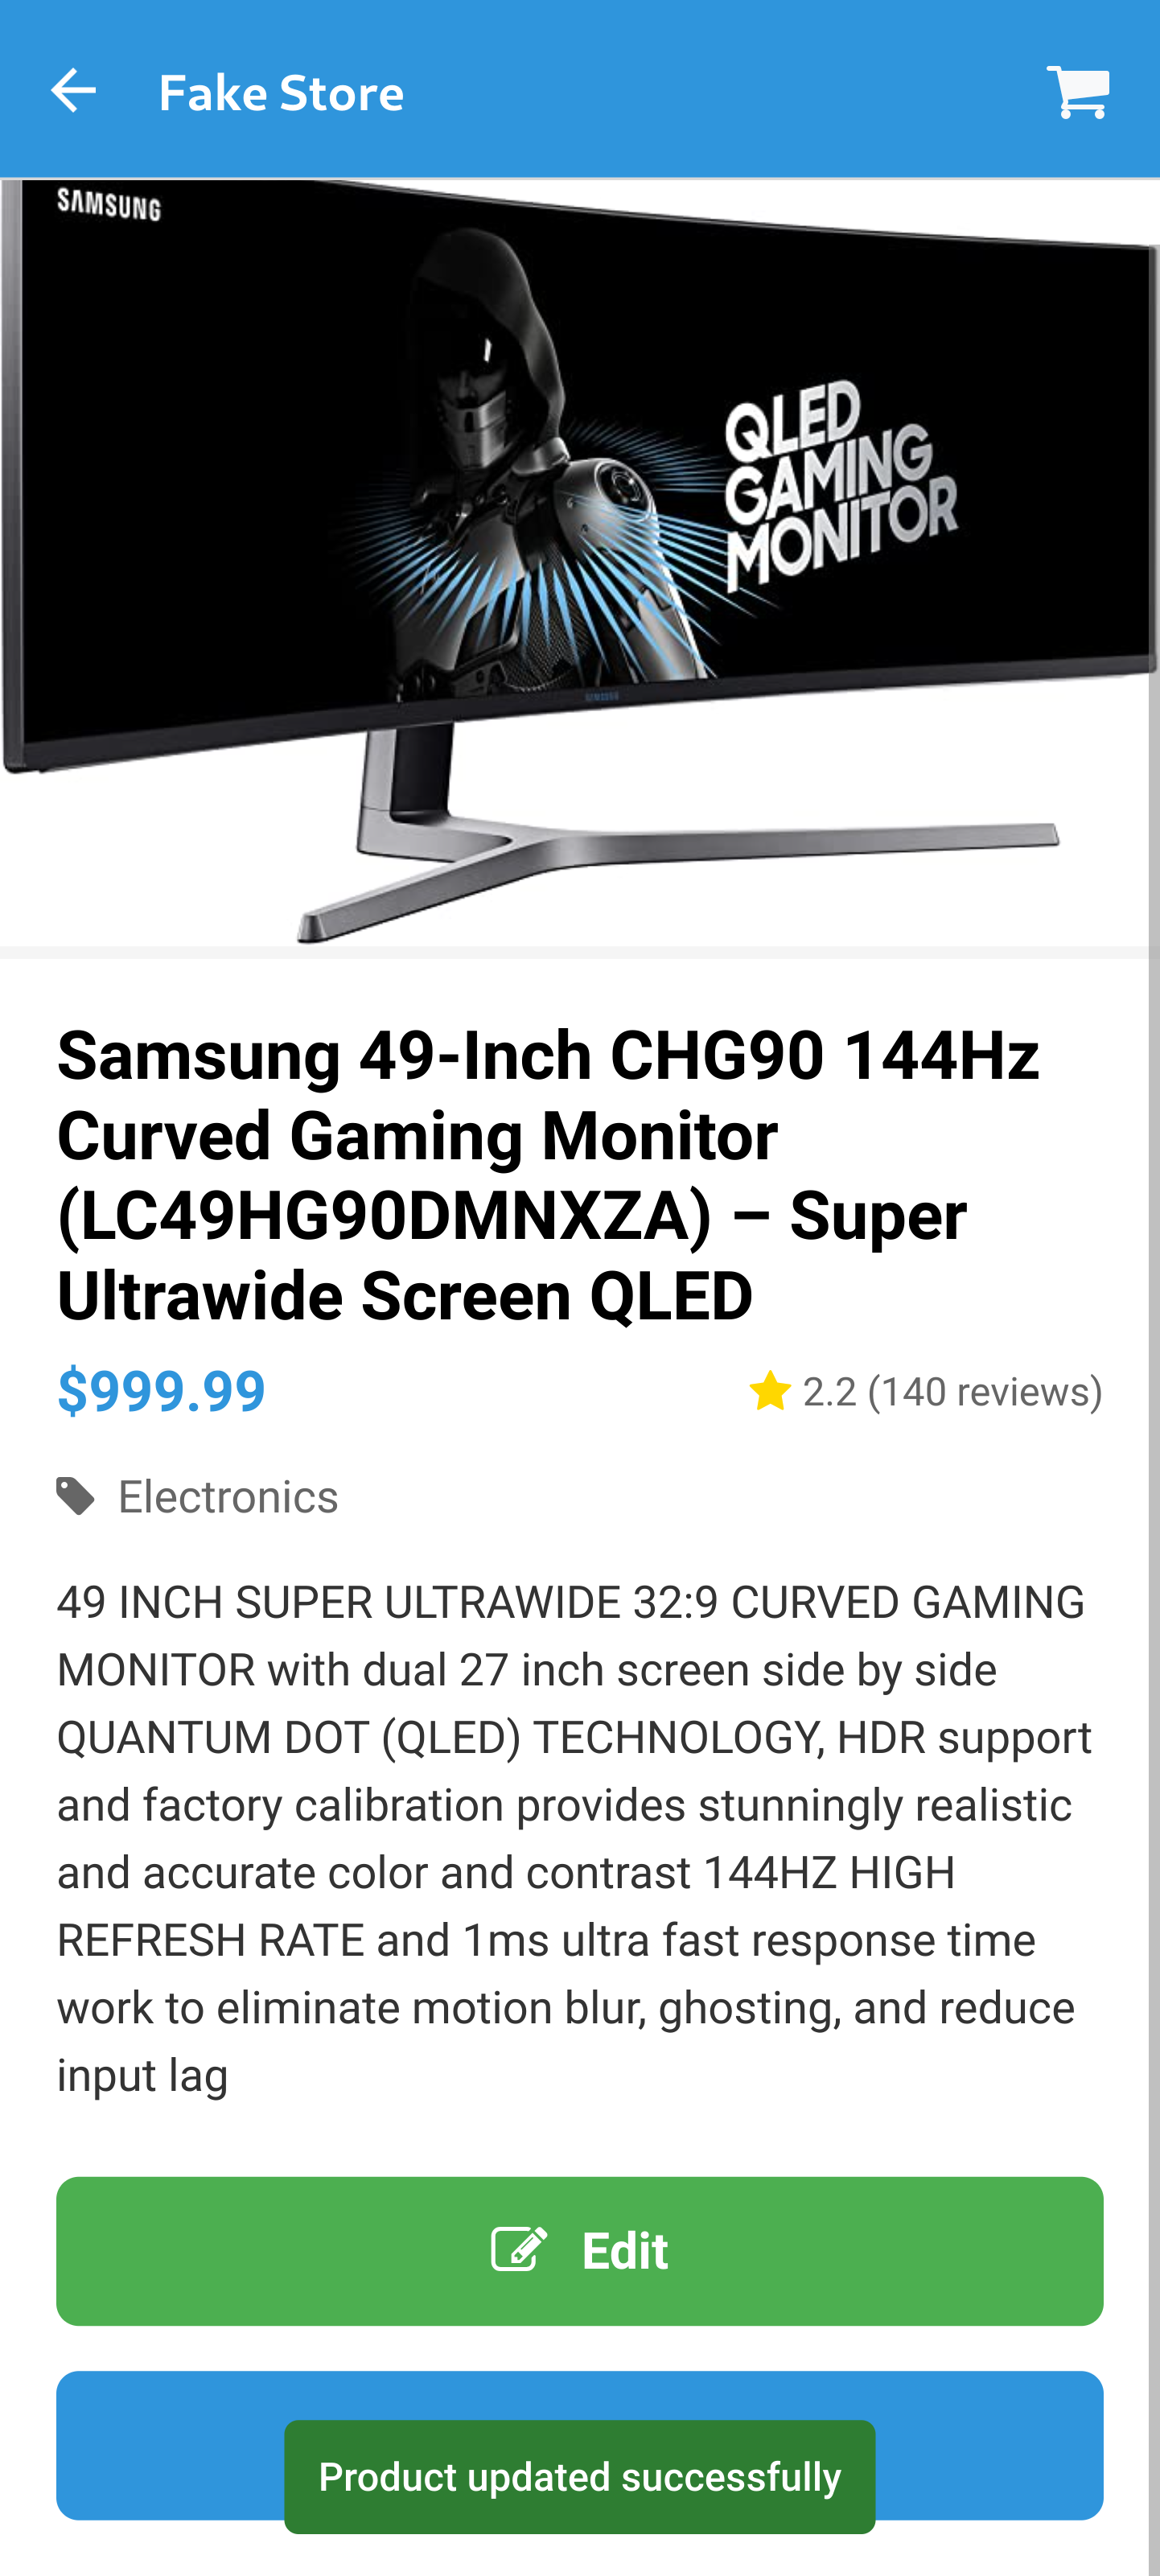 Fake Store
SAMSUNG
QLED
GAMING
MONITOR
SAMSUNG
Samsung 49-Inch CHG90 144Hz
Curved Gaming Monitor
(LC49HG90DMNXZA) – Super
Ultrawide Screen QLED
$999.99
2.2 (140 reviews)
Electronics
49 INCH SUPER ULTRAWIDE 32:9 CURVED GAMING
MONITOR with dual 27 inch screen side by side
QUANTUM DOT (QLED) TECHNOLOGY, HDR support
and factory calibration provides stunningly realistic
and accurate color and contrast 144HZ HIGH
REFRESH RATE and 1ms ultra fast response time
work to eliminate motion blur, ghosting, and reduce
input lag
Edit
Product updated successfully